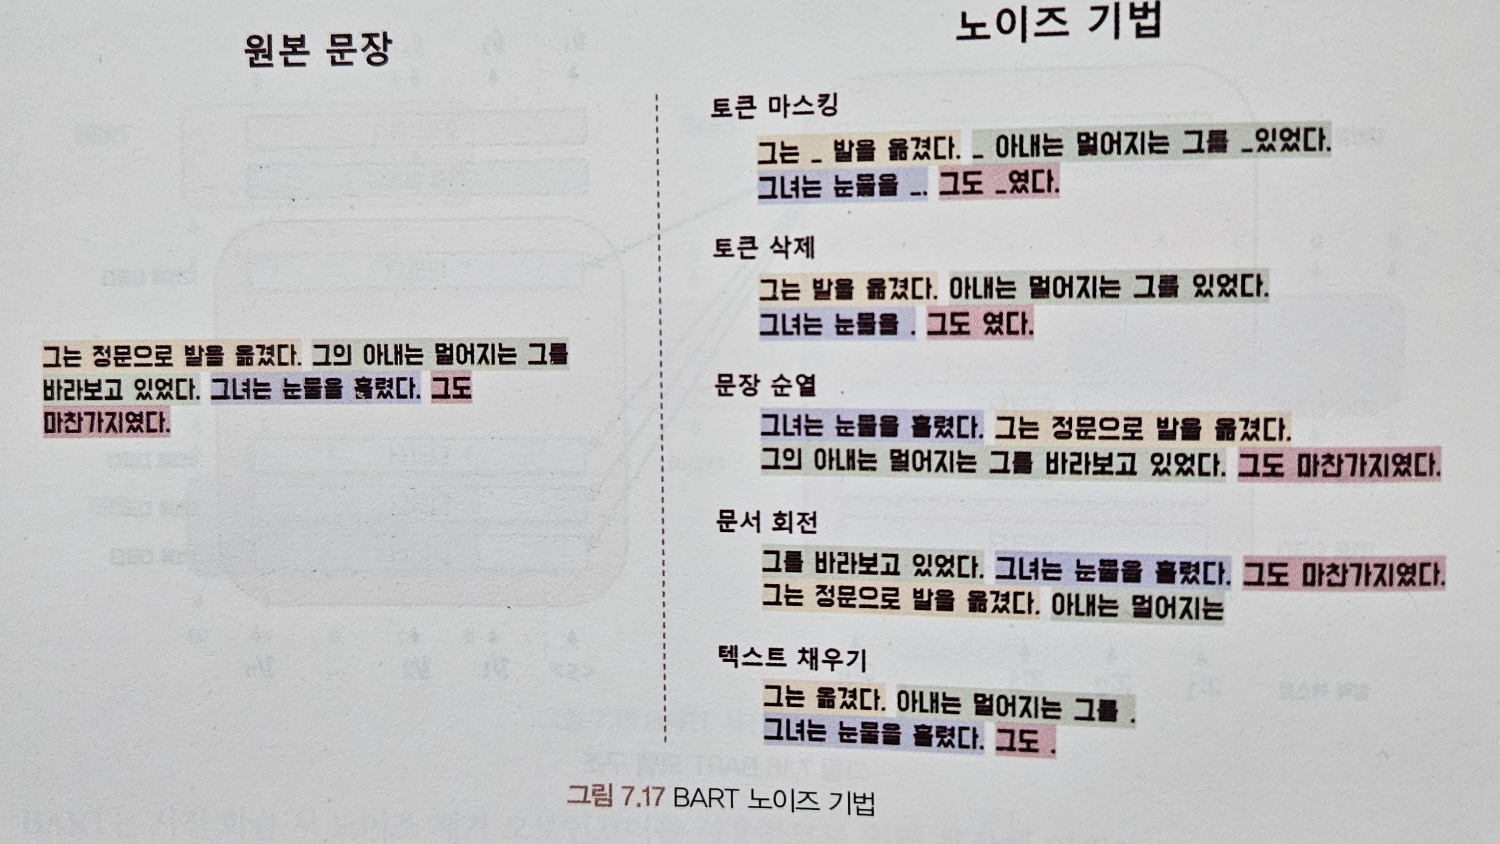 원본 문장
그는 정문으로 발을 옮겼다. 그의 아내는 멀어지는 그를
바라보고 있었다. 그녀는 눈물을 흘렸다. 그도
마찬가지였다.
노이즈 기법
토큰 마스킹
그는 _ 발을 옮겼다. _ 아내는 멀어지는 그를 _있었다.
그녀는 눈물을 _. 그도 _였다.
토큰 삭제
그는 발을 옮겼다. 아내는 멀어지는 그를 있었다.
그녀는 눈물을 . 그도 였다.
문장 순열
그녀는 눈물을 흘렸다. 그는 정문으로 발을 옮겼다.
그의 아내는 멀어지는 그를 바라보고 있었다. 그도 마찬가지였다.
문서 회전
그를 바라보고 있었다. 그녀는 눈물을 흘렸다. 그도 마찬가지였다.
그는 정문으로 발을 옮겼다. 아내는 멀어지는
텍스트 채우기
그는 옮겼다. 아내는 멀어지는 그를 .
그녀는 눈물을 흘렸다. 그도 .
그림 7.17 BART 노이즈 기법